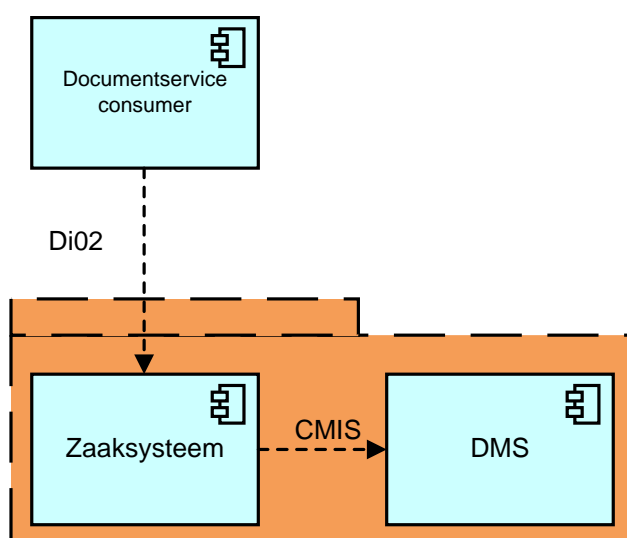 Documentservice
consumer
Di02
Zaaksysteem
CMIS
DMS